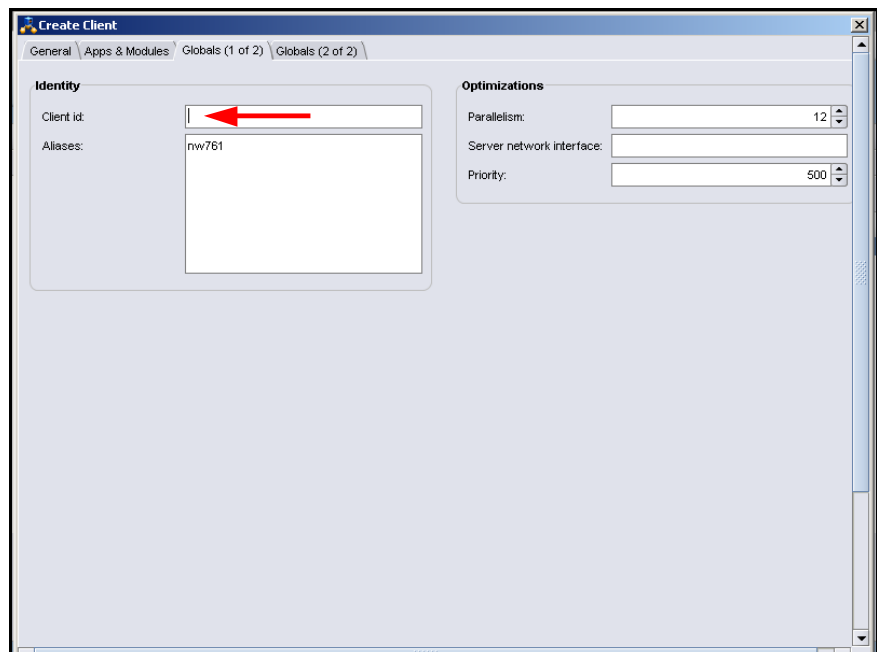 Create Client
General Apps & Modules Globals (1 of 2) Globals (2 of 2)
Identity
Client id:
Aliases:
nw761
Optimizations
Parallelism: 12
Server network interface:
Priority: 500